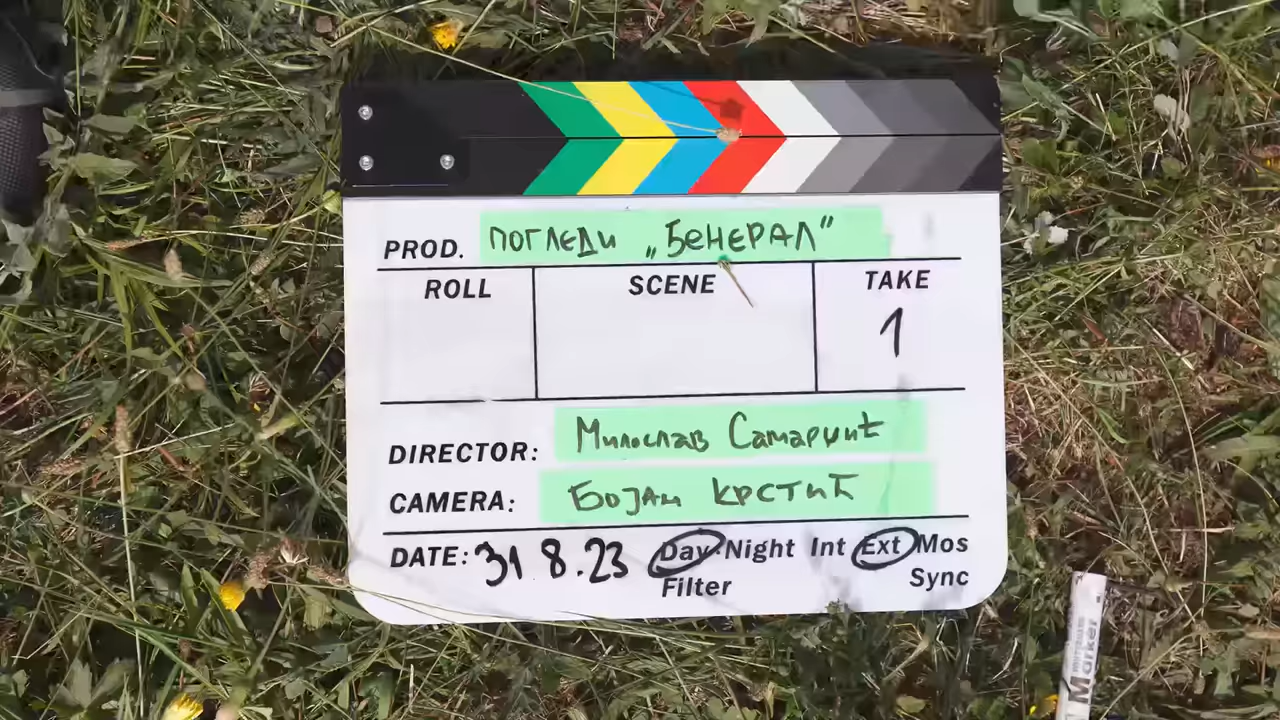 PROD. ПОГЛЕДИ „ЂЕНЕРАЛ“
ROLL SCENE TAKE
1
DIRECTOR: Милослав Самарџић
CAMERA: БОЈАН КРСТИЋ
DATE: 31 8.23 Day Night Int Ext Mos
Filter Sync
Marker